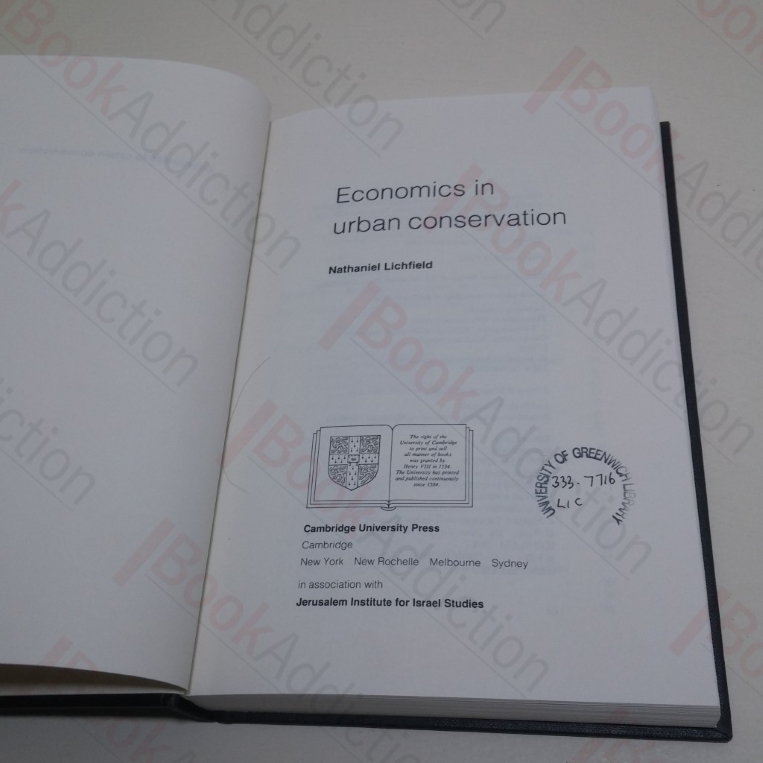 Economics in
urban conservation
Nathaniel Lichfield
The right of the
University of Cambridge
to print and sell
all manner of books
was granted by
Henry VIII in 1534.
The University has printed
and published continuously
since 1584.
UNIVERSITY OF GREENWICH LIBRARY
333.7716
LIC
Cambridge University Press
Cambridge
New York New Rochelle Melbourne Sydney
in association with
Jerusalem Institute for Israel Studies
BookAddiction